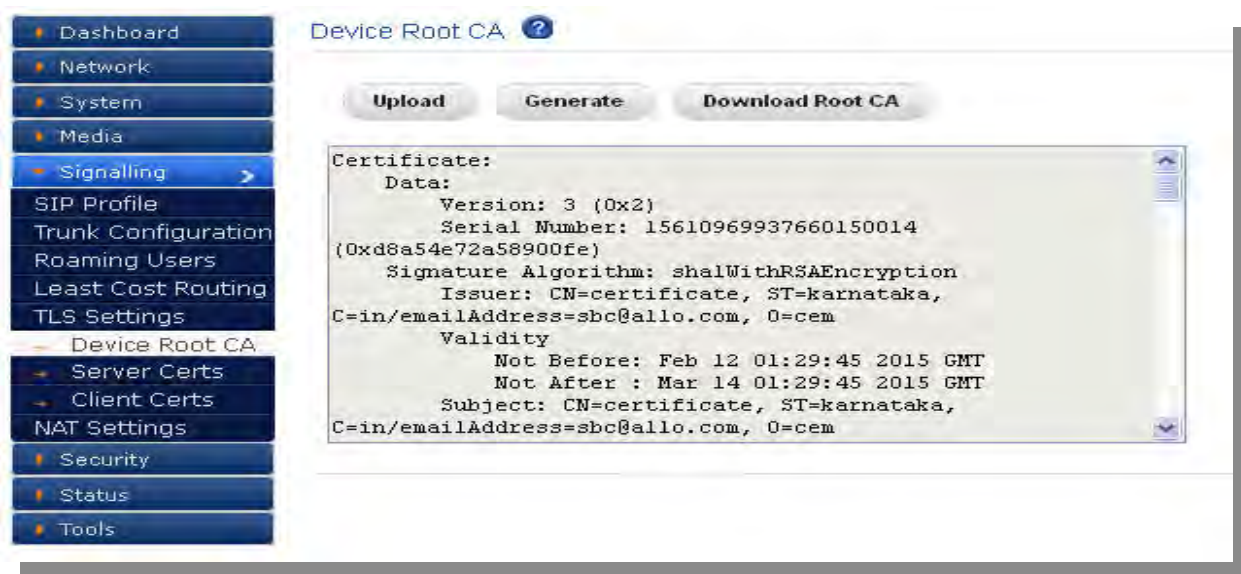 Dashboard
Network
System
Media
Signalling
SIP Profile
Trunk Configuration
Roaming Users
Least Cost Routing
TLS Settings
Device Root CA
Server Certs
Client Certs
NAT Settings
Security
Status
Tools
Device Root CA ?
Upload Generate Download Root CA
Certificate:
Data:
Version: 3 (0x2)
Serial Number: 15610969937660150014
(0xd8a54e72a58900fe)
Signature Algorithm: sha1WithRSAEncryption
Issuer: CN=certificate, ST=karnataka,
C=in/emailAddress=sbc@allo.com, O=cem
Validity
Not Before: Feb 12 01:29:45 2015 GMT
Not After : Mar 14 01:29:45 2015 GMT
Subject: CN=certificate, ST=karnataka,
C=in/emailAddress=sbc@allo.com, O=cem